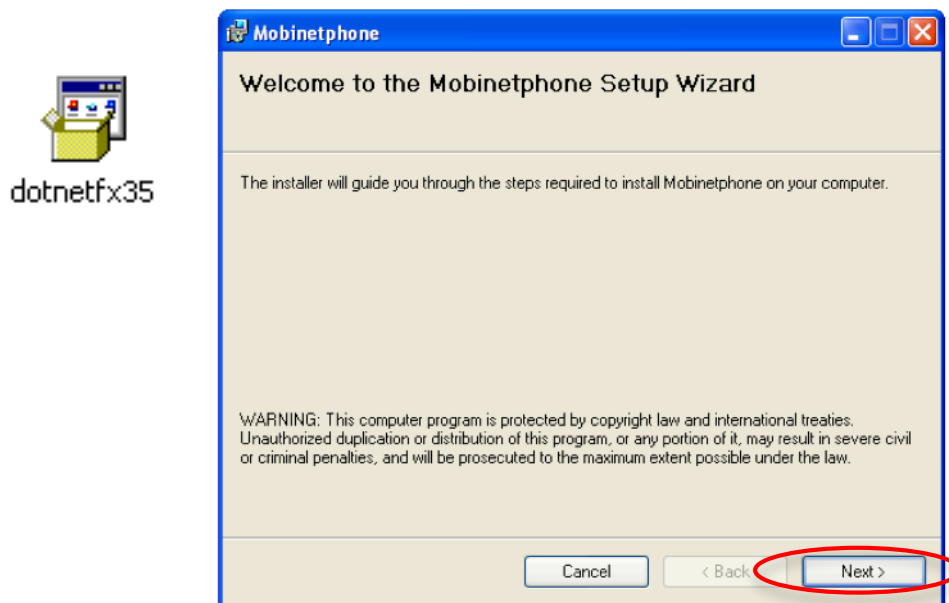 Mobinetphone
Welcome to the Mobinetphone Setup Wizard
dotnetfx35
The installer will guide you through the steps required to install Mobinetphone on your computer.
WARNING: This computer program is protected by copyright law and international treaties.
Unauthorized duplication or distribution of this program, or any portion of it, may result in severe civil
or criminal penalties, and will be prosecuted to the maximum extent possible under the law.
Cancel < Back Next >